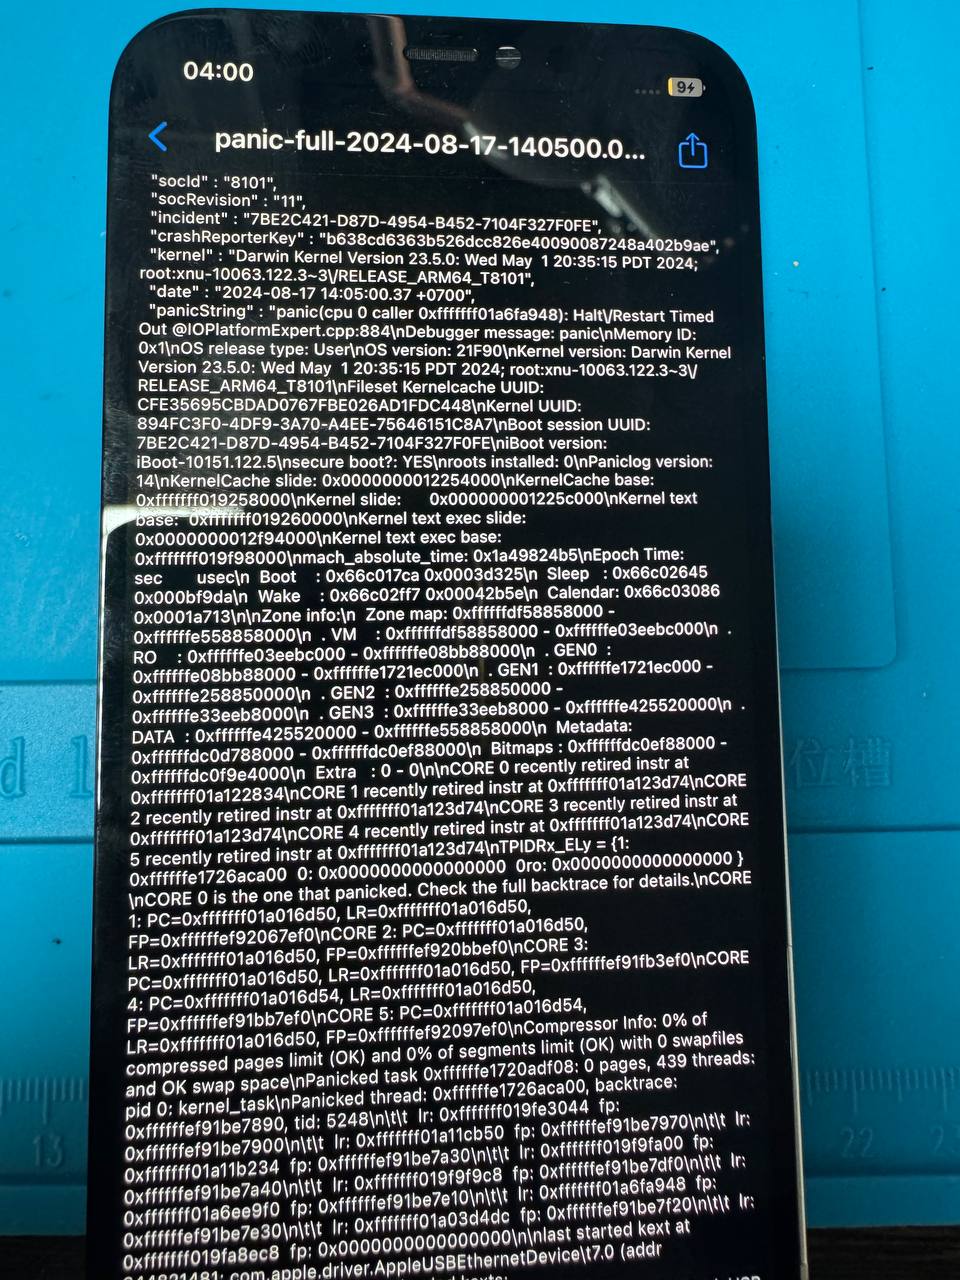 04:00
9
panic-full-2024-08-17-140500.0...
"socId" : "8101",
"socRevision" : "11",
"incident" : "7BE2C421-D87D-4954-B452-7104F327F0FE",
"crashReporterKey" : "b638cd6363b526dcc826e40090087248a402b9ae",
"kernel" : "Darwin Kernel Version 23.5.0: Wed May  1 20:35:15 PDT 2024;
root:xnu-10063.122.3~3\/RELEASE_ARM64_T8101",
"date" : "2024-08-17 14:05:00.37 +0700",
"panicString" : "panic(cpu 0 caller 0xfffffff01a6fa948): Halt\/Restart Timed
Out @IOPlatformExpert.cpp:884\nDebugger message: panic\nMemory ID:
0x1\nOS release type: User\nOS version: 21F90\nKernel version: Darwin Kernel
Version 23.5.0: Wed May  1 20:35:15 PDT 2024; root:xnu-10063.122.3~3\/
RELEASE_ARM64_T8101\nFileset Kernelcache UUID:
CFE35695CBDAD0767FBE026AD1FDC448\nKernel UUID:
894FC3F0-4DF9-3A70-A4EE-75646151C8A7\nBoot session UUID:
7BE2C421-D87D-4954-B452-7104F327F0FE\niBoot version:
iBoot-10151.122.5\nsecure boot?: YES\nroots installed: 0\nPaniclog version:
14\nKernelCache slide: 0x0000000012254000\nKernelCache base:
0xfffffff019258000\nKernel slide:      0x000000001225c000\nKernel text
base:  0xfffffff019260000\nKernel text exec slide:
0x0000000012f94000\nKernel text exec base:
0xfffffff019f98000\nmach_absolute_time: 0x1a49824b5\nEpoch Time:
sec       usec\n  Boot    : 0x66c017ca 0x0003d325\n  Sleep   : 0x66c02645
0x000bf9da\n  Wake    : 0x66c02ff7 0x00042b5e\n  Calendar: 0x66c03086
0x0001a713\n\nZone info:\n  Zone map: 0xffffffdf58858000 -
0xffffffe558858000\n  . VM    : 0xffffffdf58858000 - 0xffffffe03eebc000\n  .
RO    : 0xffffffe03eebc000 - 0xffffffe08bb88000\n  . GEN0  :
0xffffffe08bb88000 - 0xffffffe1721ec000\n  . GEN1  : 0xffffffe1721ec000 -
0xffffffe258850000\n  . GEN2  : 0xffffffe258850000 -
0xffffffe33eeb8000\n  . GEN3  : 0xffffffe33eeb8000 - 0xffffffe425520000\n  .
DATA  : 0xffffffe425520000 - 0xffffffe558858000\n  Metadata:
0xffffffdc0d788000 - 0xffffffdc0ef88000\n  Bitmaps : 0xffffffdc0ef88000 -
0xffffffdc0f9e4000\n  Extra   : 0 - 0\n\nCORE 0 recently retired instr at
0xfffffff01a122834\nCORE 1 recently retired instr at 0xfffffff01a123d74\nCORE
2 recently retired instr at 0xfffffff01a123d74\nCORE 3 recently retired instr at
0xfffffff01a123d74\nCORE 4 recently retired instr at 0xfffffff01a123d74\nCORE
5 recently retired instr at 0xfffffff01a123d74\nTPIDRx_ELy = {1:
0xffffffe1726aca00  0: 0x0000000000000000  0ro: 0x0000000000000000 }
\nCORE 0 is the one that panicked. Check the full backtrace for details.\nCORE
1: PC=0xfffffff01a016d50, LR=0xfffffff01a016d50,
FP=0xffffffef92067ef0\nCORE 2: PC=0xfffffff01a016d50,
LR=0xfffffff01a016d50, FP=0xffffffef920bbef0\nCORE 3:
PC=0xfffffff01a016d50, LR=0xfffffff01a016d50, FP=0xffffffef91fb3ef0\nCORE
4: PC=0xfffffff01a016d54, LR=0xfffffff01a016d50,
FP=0xffffffef91bb7ef0\nCORE 5: PC=0xfffffff01a016d54,
LR=0xfffffff01a016d50, FP=0xffffffef92097ef0\nCompressor Info: 0% of
compressed pages limit (OK) and 0% of segments limit (OK) with 0 swapfiles
and OK swap space\nPanicked task 0xffffffe1720adf08: 0 pages, 439 threads:
pid 0: kernel_task\nPanicked thread: 0xffffffe1726aca00, backtrace:
0xffffffef91be7890, tid: 5248\n\t\t  lr: 0xfffffff019fe3044  fp:
0xffffffef91be7900\n\t\t  lr: 0xfffffff01a11cb50  fp: 0xffffffef91be7970\n\t\t  lr:
0xfffffff01a11b234  fp: 0xffffffef91be7a30\n\t\t  lr: 0xfffffff019f9fa00  fp:
0xffffffef91be7a40\n\t\t  lr: 0xfffffff019f9f9c8  fp: 0xffffffef91be7df0\n\t\t  lr:
0xfffffff01a6ee9f0  fp: 0xffffffef91be7e10\n\t\t  lr: 0xfffffff01a6fa948  fp:
0xffffffef91be7e30\n\t\t  lr: 0xfffffff01a03d4dc  fp: 0xffffffef91be7f20\n\t\t  lr:
0xfffffff019fa8ec8  fp: 0x0000000000000000\n\nlast started kext at
com.apple.driver.AppleUSBEthernetDevice\t7.0 (addr
位槽
13
22